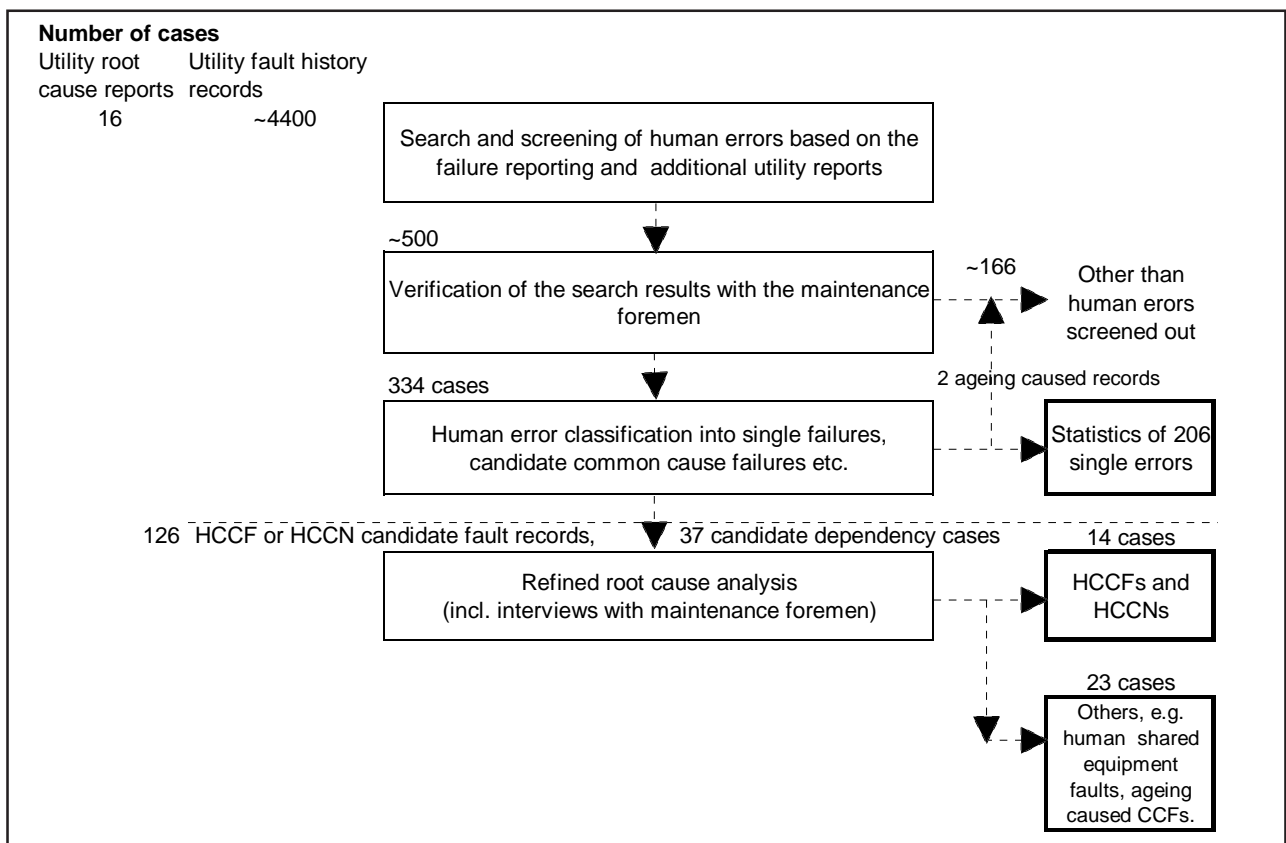 Number of cases
Utility root cause reports
Utility fault history records
16
~4400
Search and screening of human errors based on the
failure reporting and additional utility reports
~500
Verification of the search results with the maintenance
foremen
~166
Other than
human erors
screened out
334 cases
2 ageing caused records
Human error classification into single failures,
candidate common cause failures etc.
Statistics of 206
single errors
126 HCCF or HCCN candidate fault records, 37 candidate dependency cases
14 cases
Refined root cause analysis
(incl. interviews with maintenance foremen)
HCCFs and
HCCNs
23 cases
Others, e.g.
human shared
equipment
faults, ageing
caused CCFs.